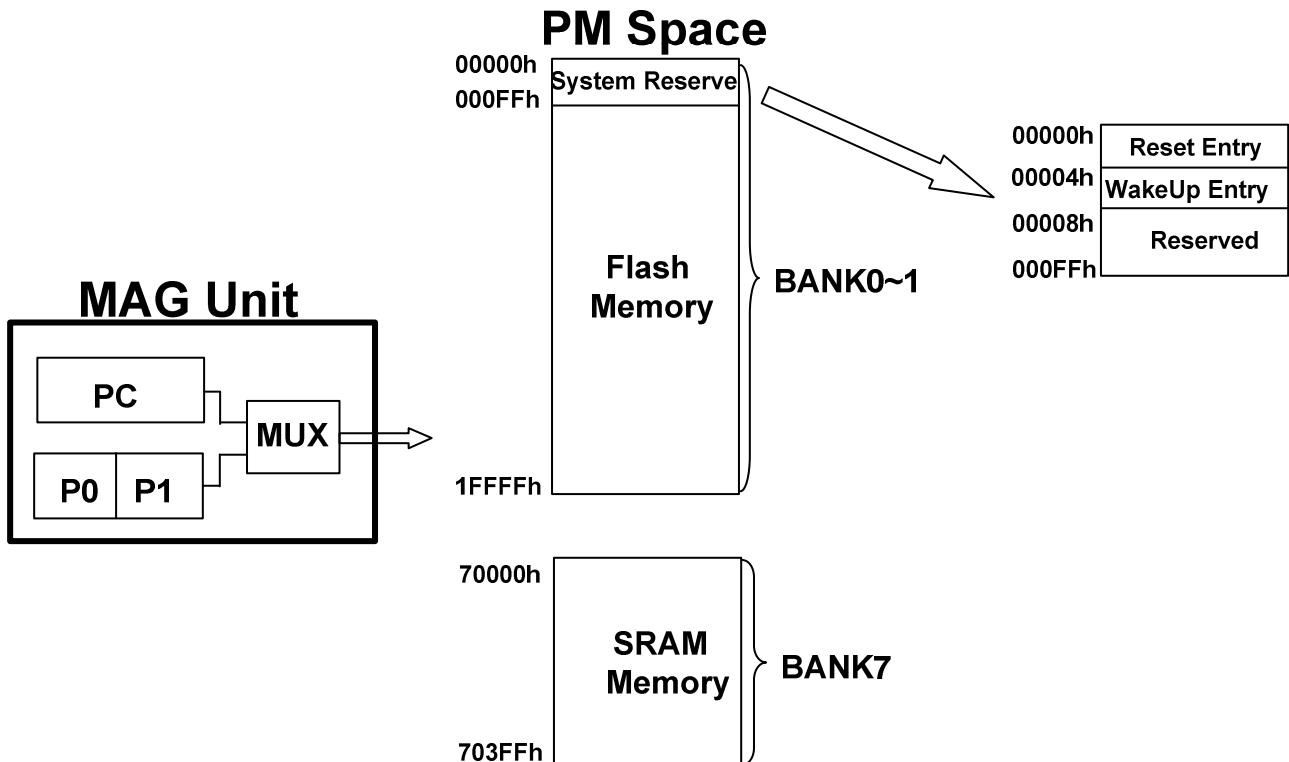 PM Space
00000h
System Reserve
000FFh
Flash
Memory
BANK0~1
1FFFFh
00000h
Reset Entry
00004h
WakeUp Entry
00008h
Reserved
000FFh
MAG Unit
PC
MUX
P0
P1
70000h
SRAM
Memory
BANK7
703FFh